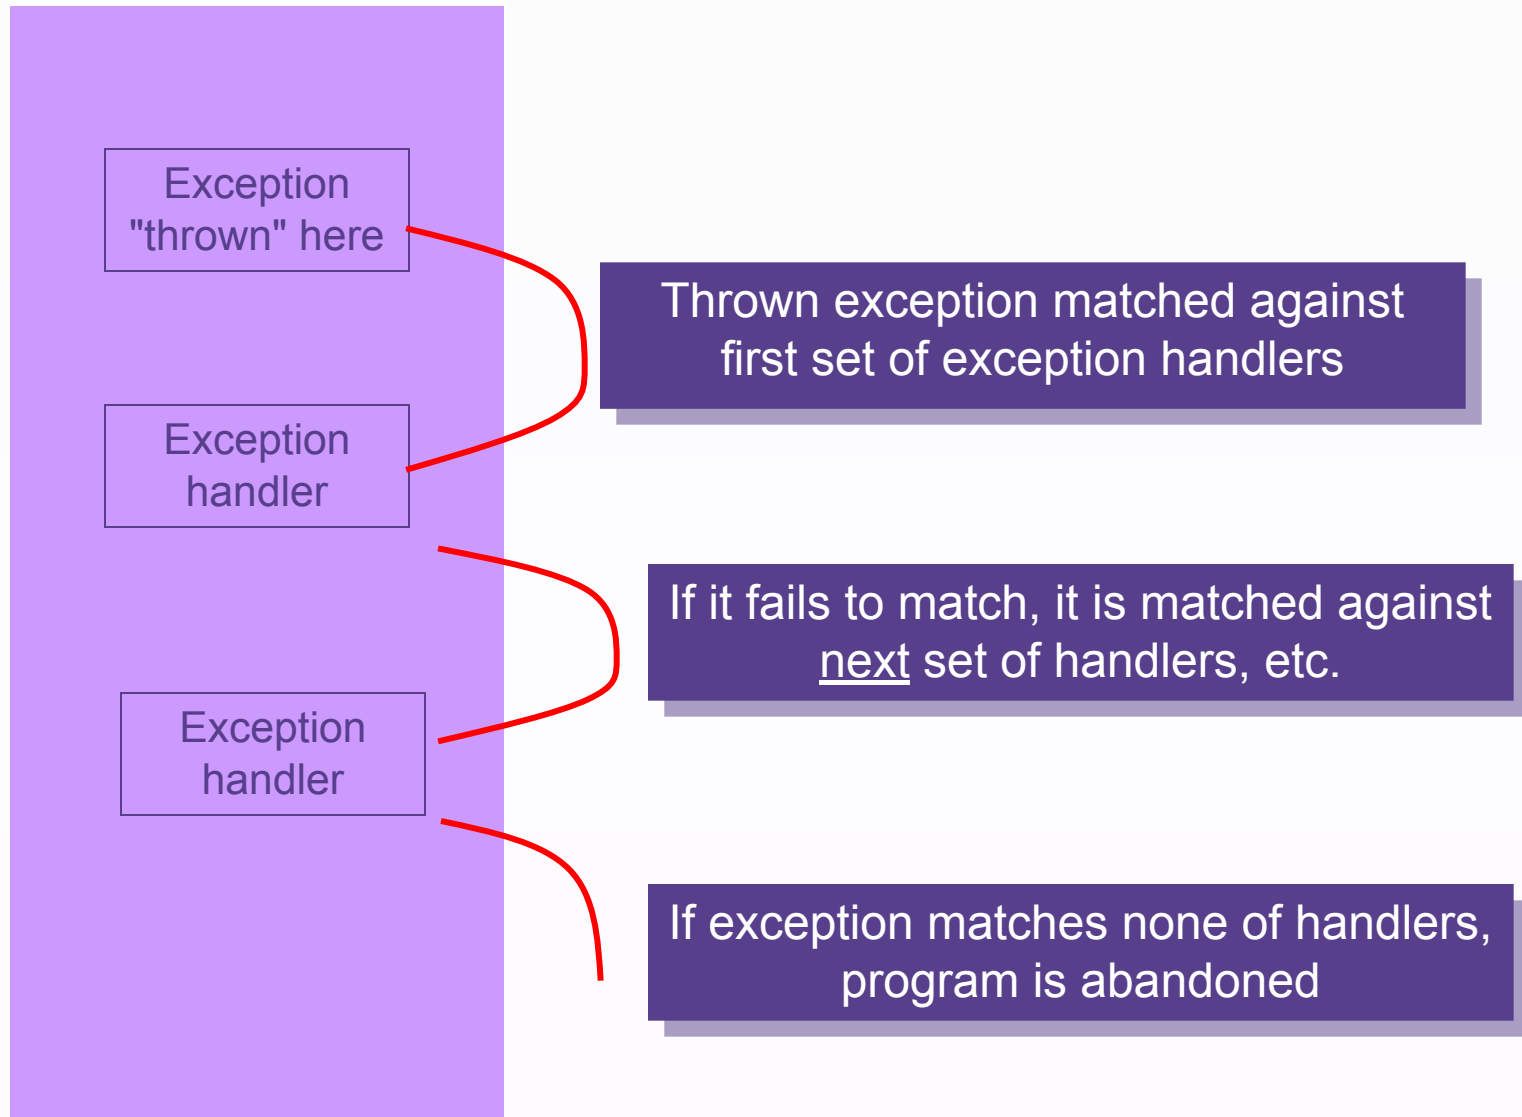 Exception
"thrown" here
Thrown exception matched against
first set of exception handlers
Exception
handler
If it fails to match, it is matched against
next set of handlers, etc.
Exception
handler
If exception matches none of handlers,
program is abandoned